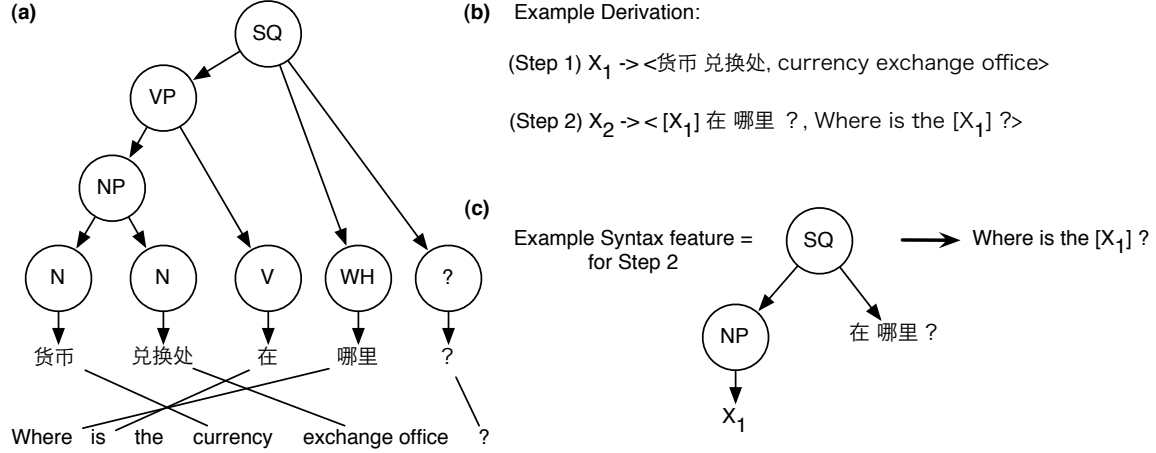 (a)
SQ
VP
NP
N N V WH ?
货币 兑换处 在 哪里 ?
Where is the currency exchange office ?
(b) Example Derivation:
(Step 1) X1 -> <货币 兑换处, currency exchange office>
(Step 2) X2 -> < [X1] 在 哪里 ? , Where is the [X1] ?>
(c)
Example Syntax feature =
for Step 2
SQ
Where is the [X1] ?
NP
在 哪里 ?
X1